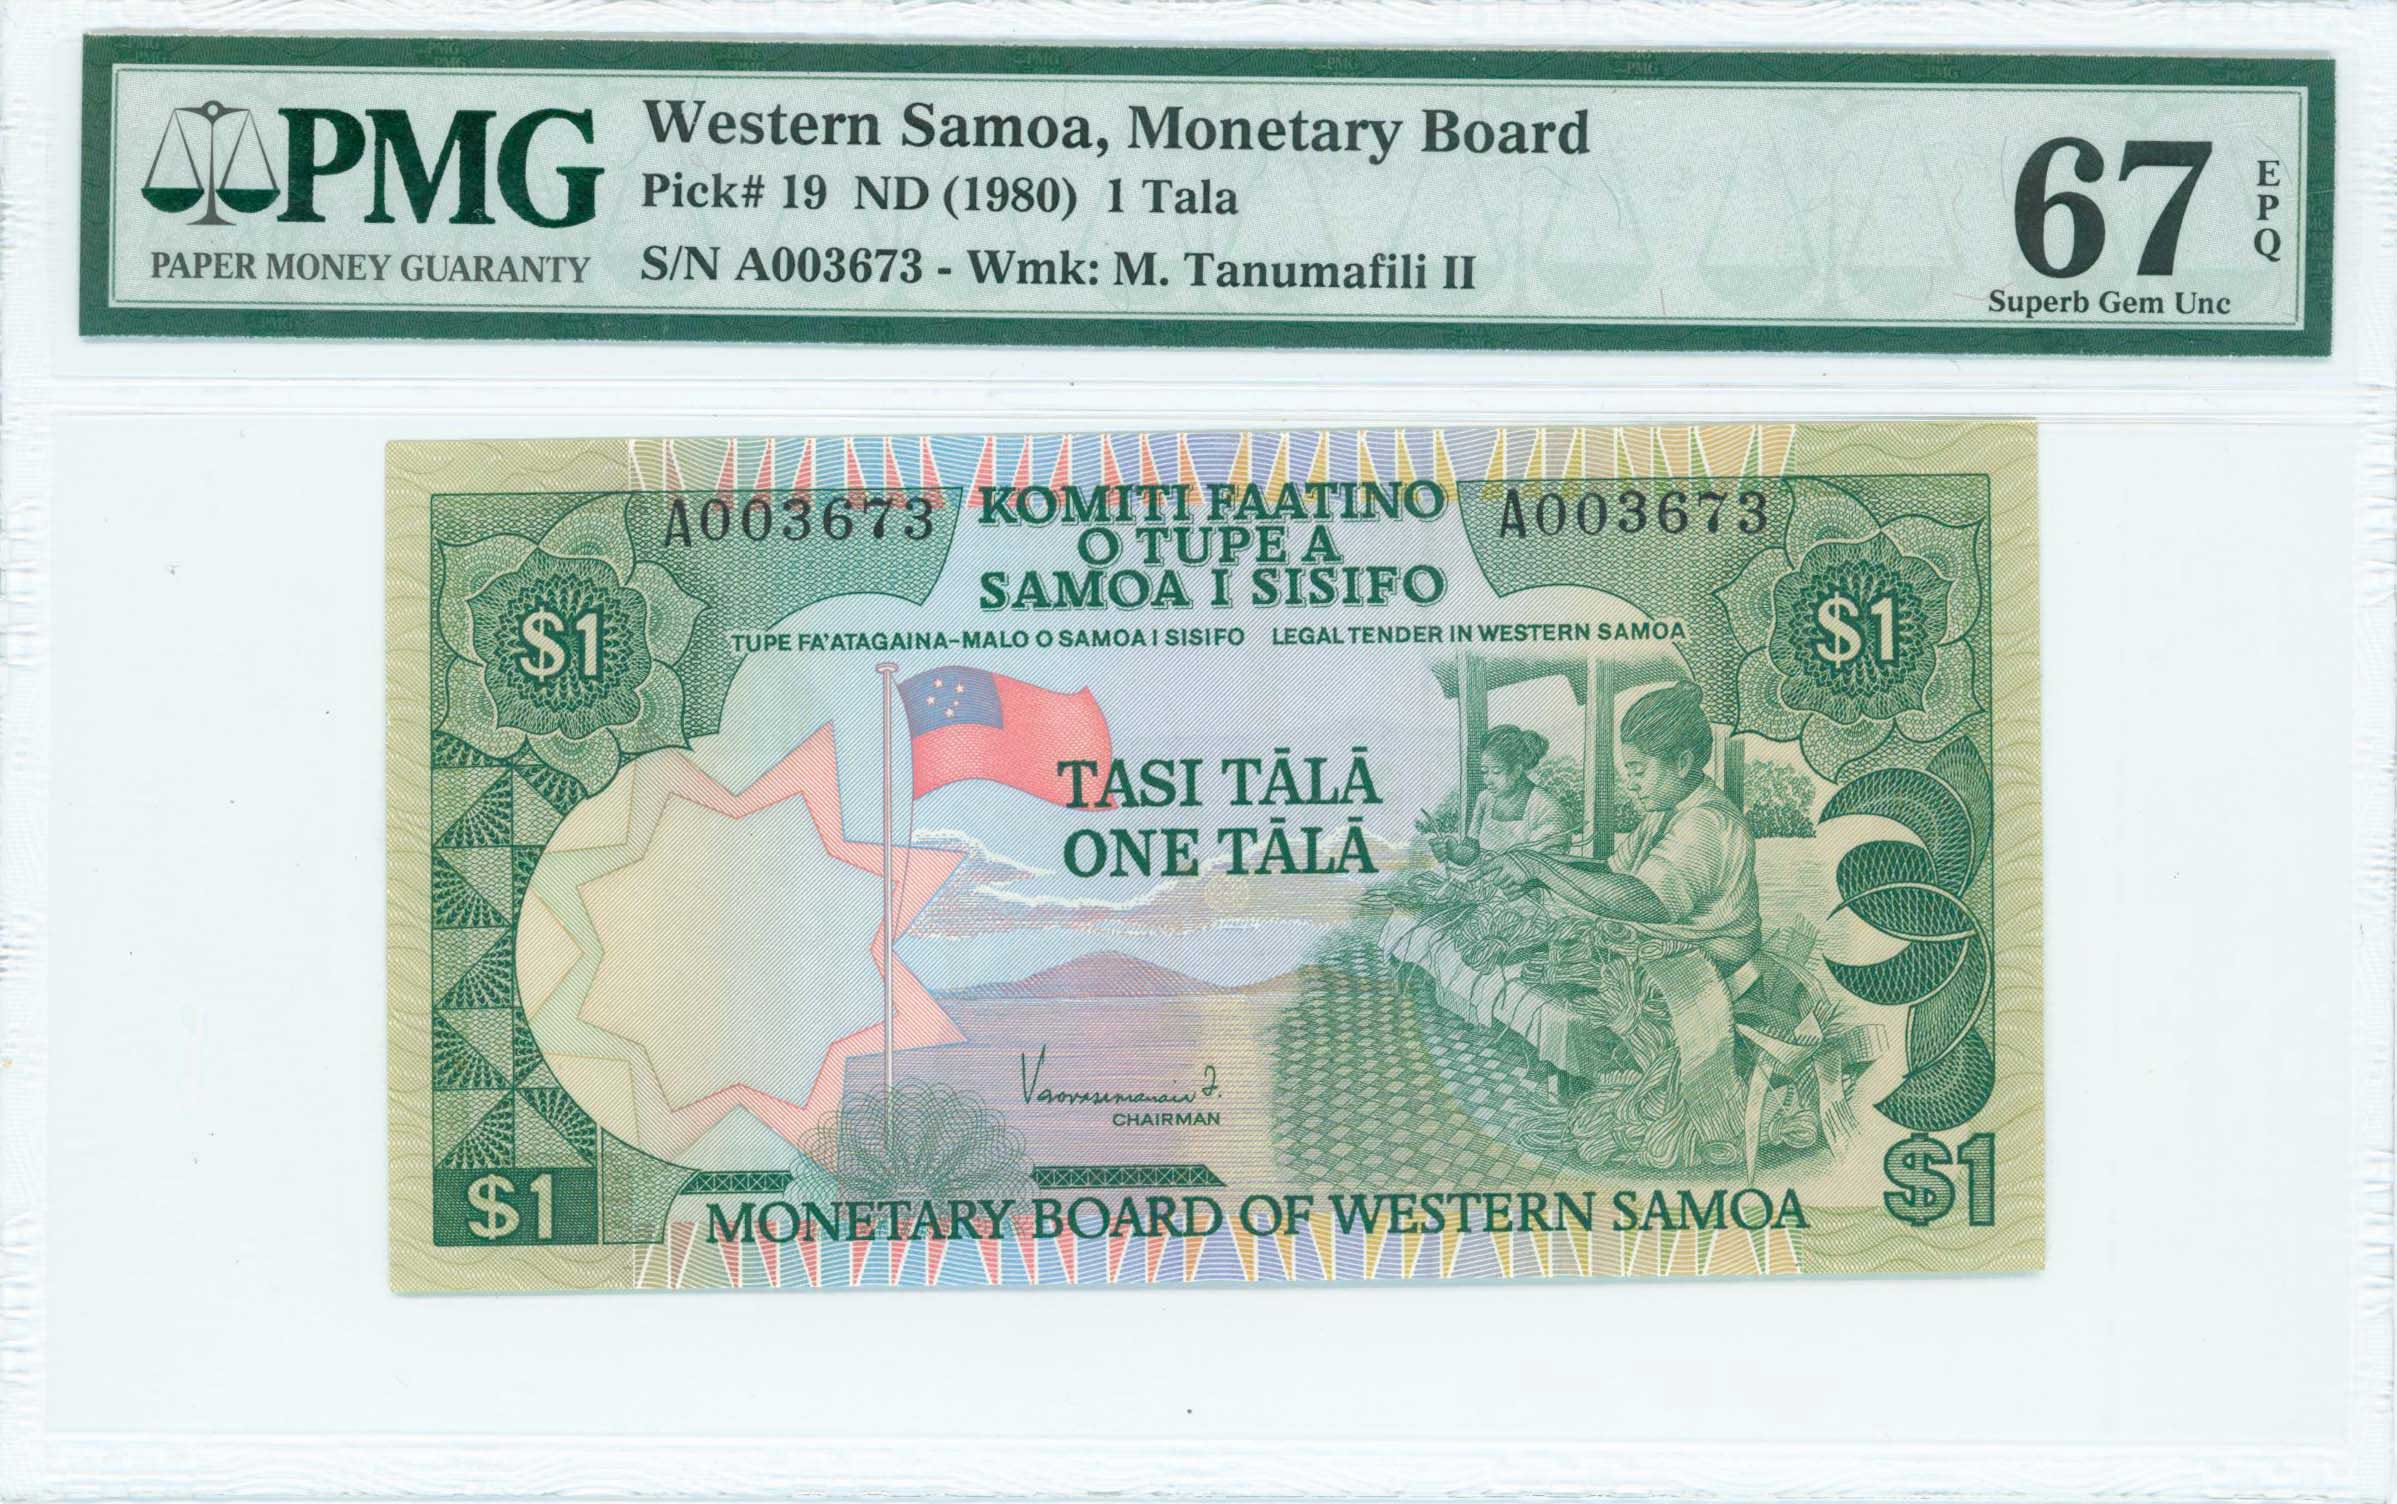 PMG
PAPER MONEY GUARANTY
Western Samoa, Monetary Board
Pick# 19 ND (1980) 1 Tala
S/N A003673 - Wmk: M. Tanumafili II
67
EPQ
Superb Gem Unc
A003673
A003673
KOMITI FAATINO
O TUPE A
SAMOA I SISIFO
$1
$1
TUPE FA'ATAGAINA-MALO O SAMOA I SISIFO LEGAL TENDER IN WESTERN SAMOA
TASI TĀLĀ
ONE TĀLĀ
CHAIRMAN
$1
$1
MONETARY BOARD OF WESTERN SAMOA